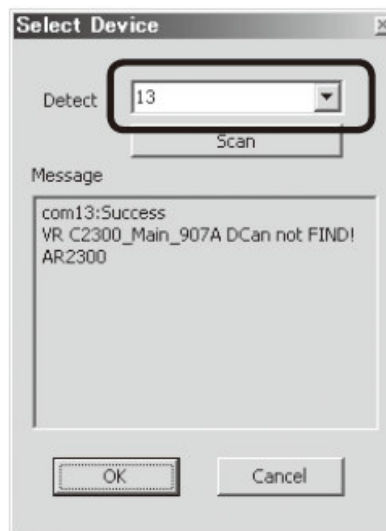 Select Device
Detect 13
Scan
Message
com13:Success
VR C2300_Main_907A DCan not FIND!
AR2300
OK Cancel